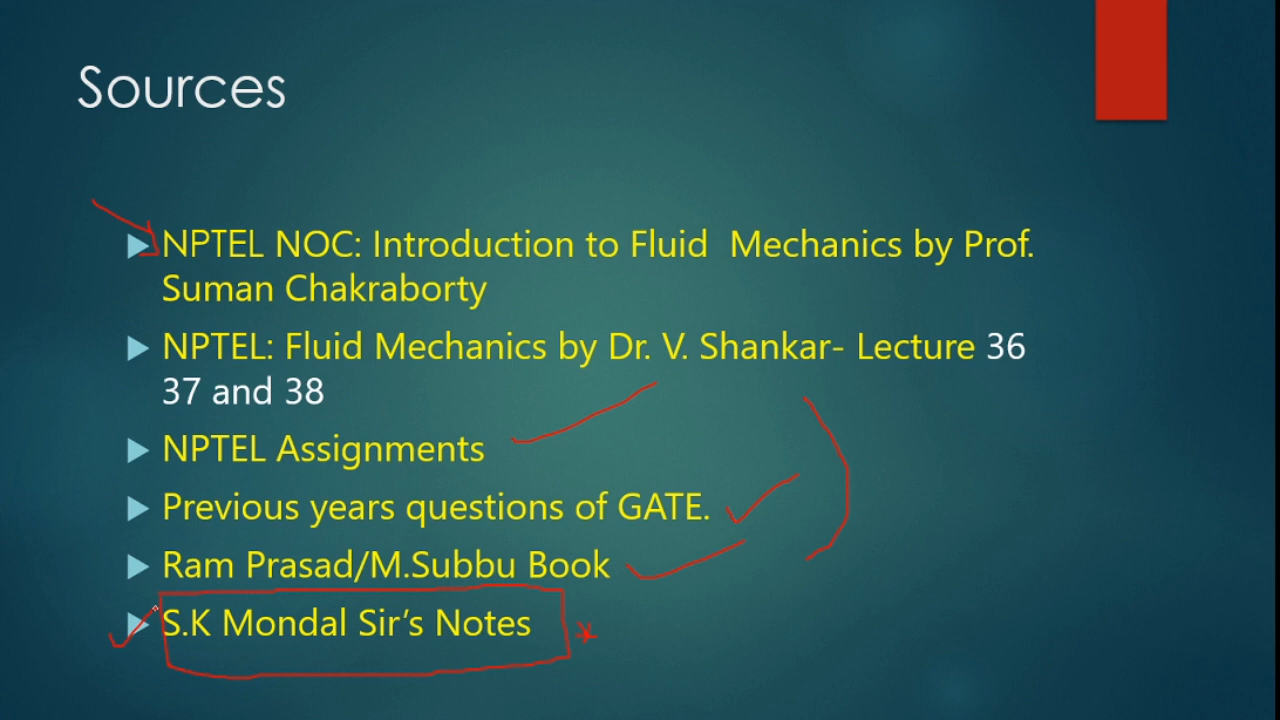 Sources
NPTEL NOC: Introduction to Fluid Mechanics by Prof.
Suman Chakraborty
NPTEL: Fluid Mechanics by Dr. V. Shankar- Lecture 36
37 and 38
NPTEL Assignments
Previous years questions of GATE.
Ram Prasad/M.Subbu Book
S.K Mondal Sir's Notes